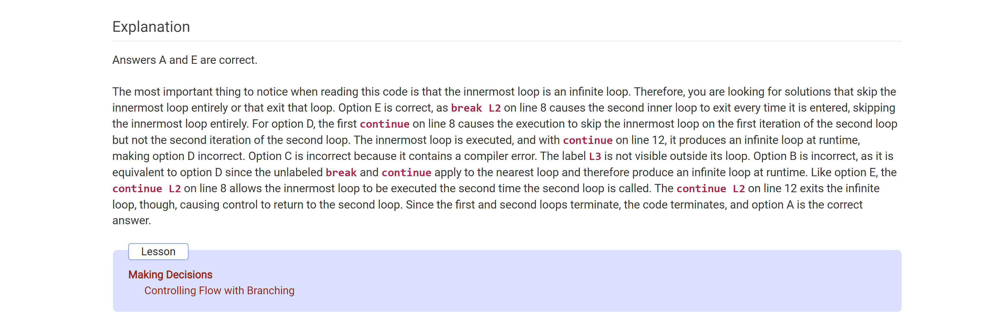 Explanation
Answers A and E are correct.
The most important thing to notice when reading this code is that the innermost loop is an infinite loop. Therefore, you are looking for solutions that skip the
innermost loop entirely or that exit that loop. Option E is correct, as break L2 on line 8 causes the second inner loop to exit every time it is entered, skipping
the innermost loop entirely. For option D, the first continue on line 8 causes the execution to skip the innermost loop on the first iteration of the second loop
but not the second iteration of the second loop. The innermost loop is executed, and with continue on line 12, it produces an infinite loop at runtime,
making option D incorrect. Option C is incorrect because it contains a compiler error. The label L3 is not visible outside its loop. Option B is incorrect, as it is
equivalent to option D since the unlabeled break and continue apply to the nearest loop and therefore produce an infinite loop at runtime. Like option E, the
continue L2 on line 8 allows the innermost loop to be executed the second time the second loop is called. The continue L2 on line 12 exits the infinite
loop, though, causing control to return to the second loop. Since the first and second loops terminate, the code terminates, and option A is the correct
answer.
Lesson
Making Decisions
Controlling Flow with Branching